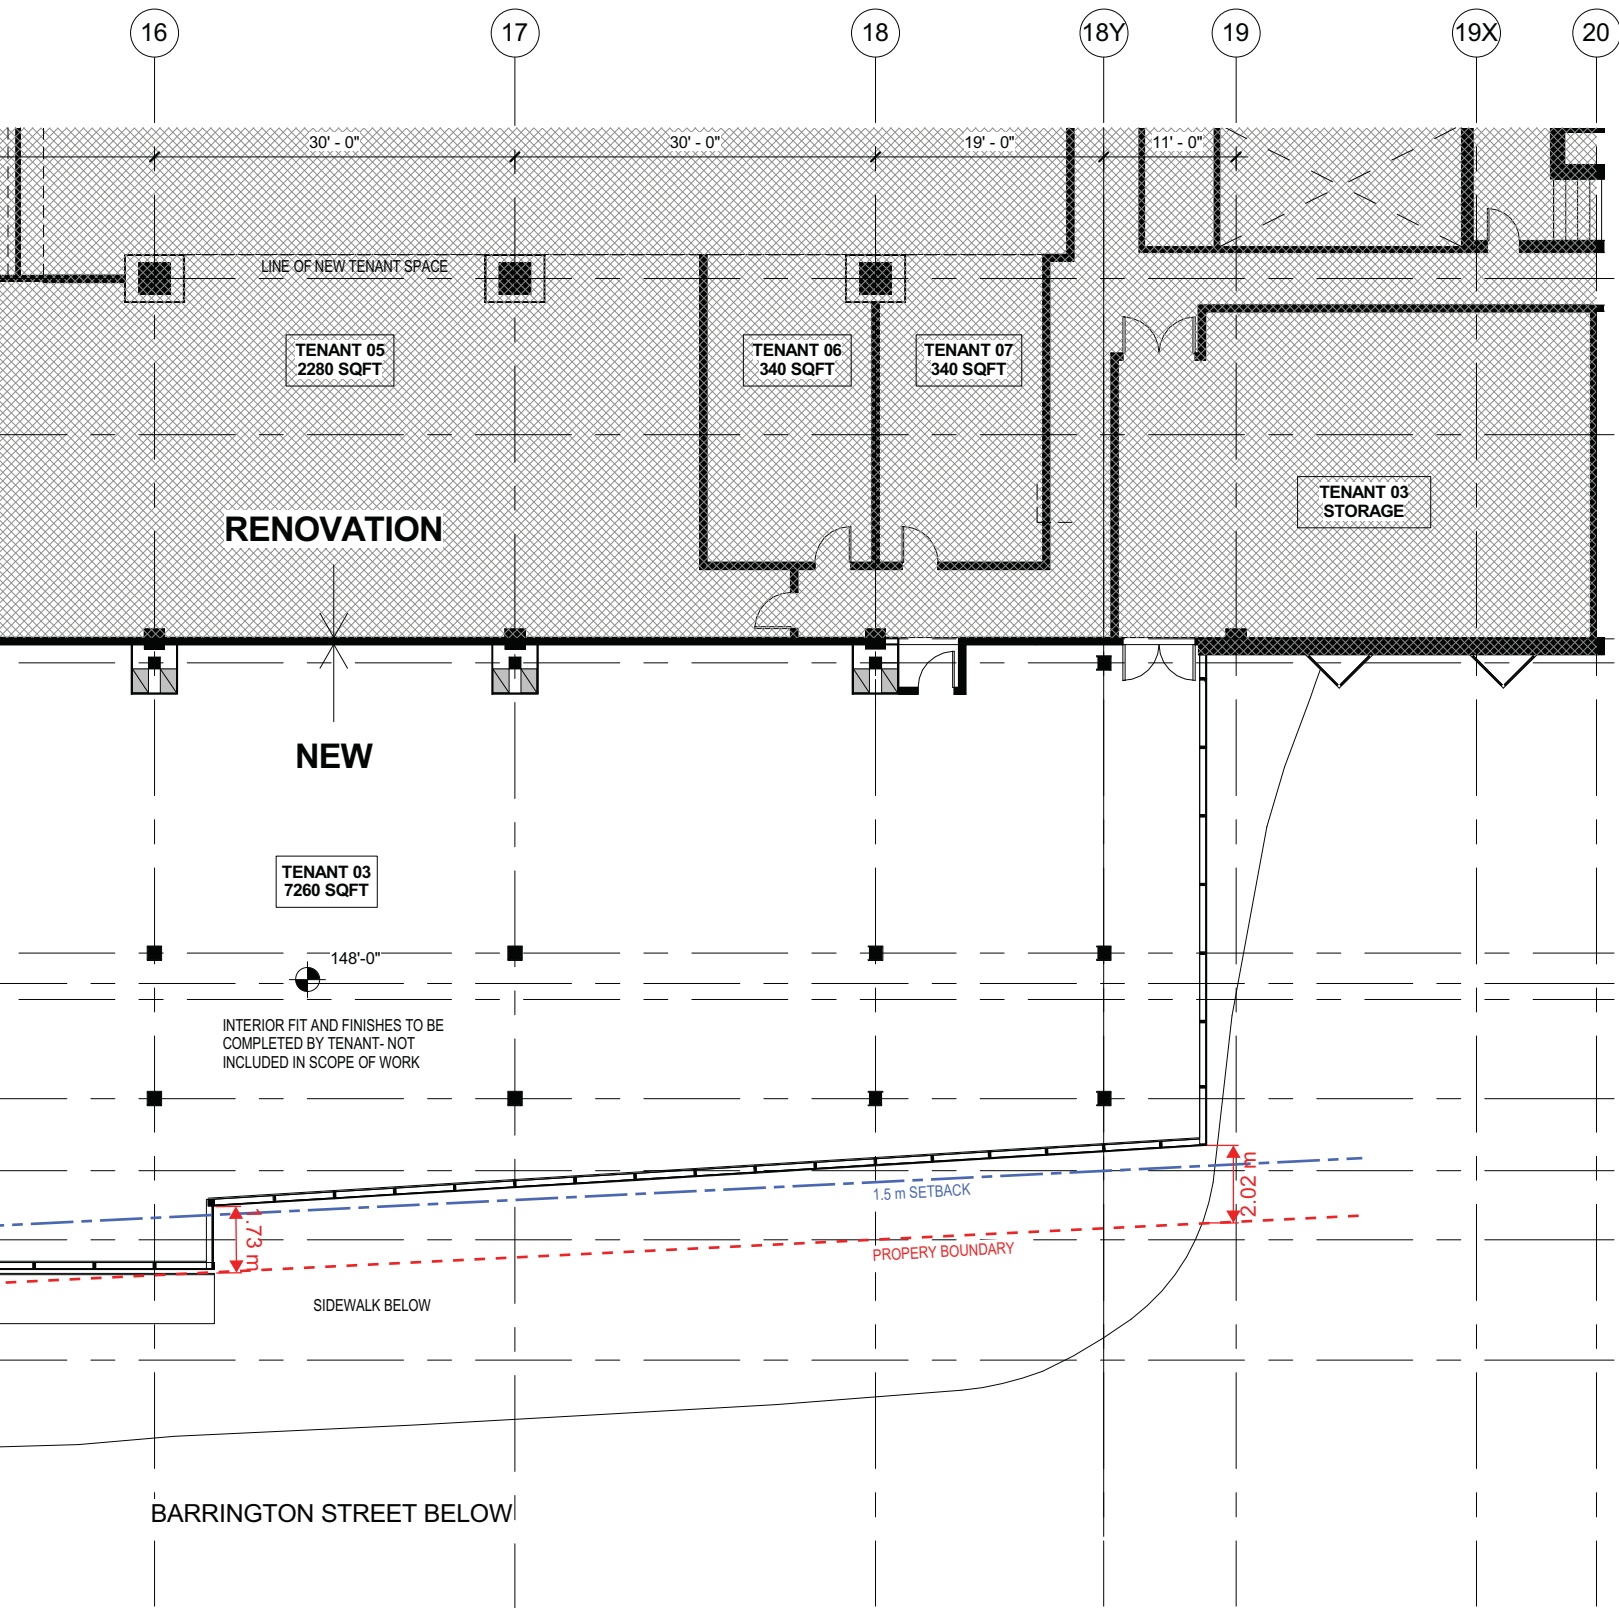 16
17
18
18Y
19
19X
20
30' - 0"
30' - 0"
19' - 0"
11' - 0"
LINE OF NEW TENANT SPACE
TENANT 05
2280 SQFT
TENANT 06
340 SQFT
TENANT 07
340 SQFT
TENANT 03
STORAGE
RENOVATION
NEW
TENANT 03
7260 SQFT
148'-0"
INTERIOR FIT AND FINISHES TO BE
COMPLETED BY TENANT- NOT
INCLUDED IN SCOPE OF WORK
1.5 m SETBACK
2.02 m
1.73 m
PROPERY BOUNDARY
SIDEWALK BELOW
BARRINGTON STREET BELOW